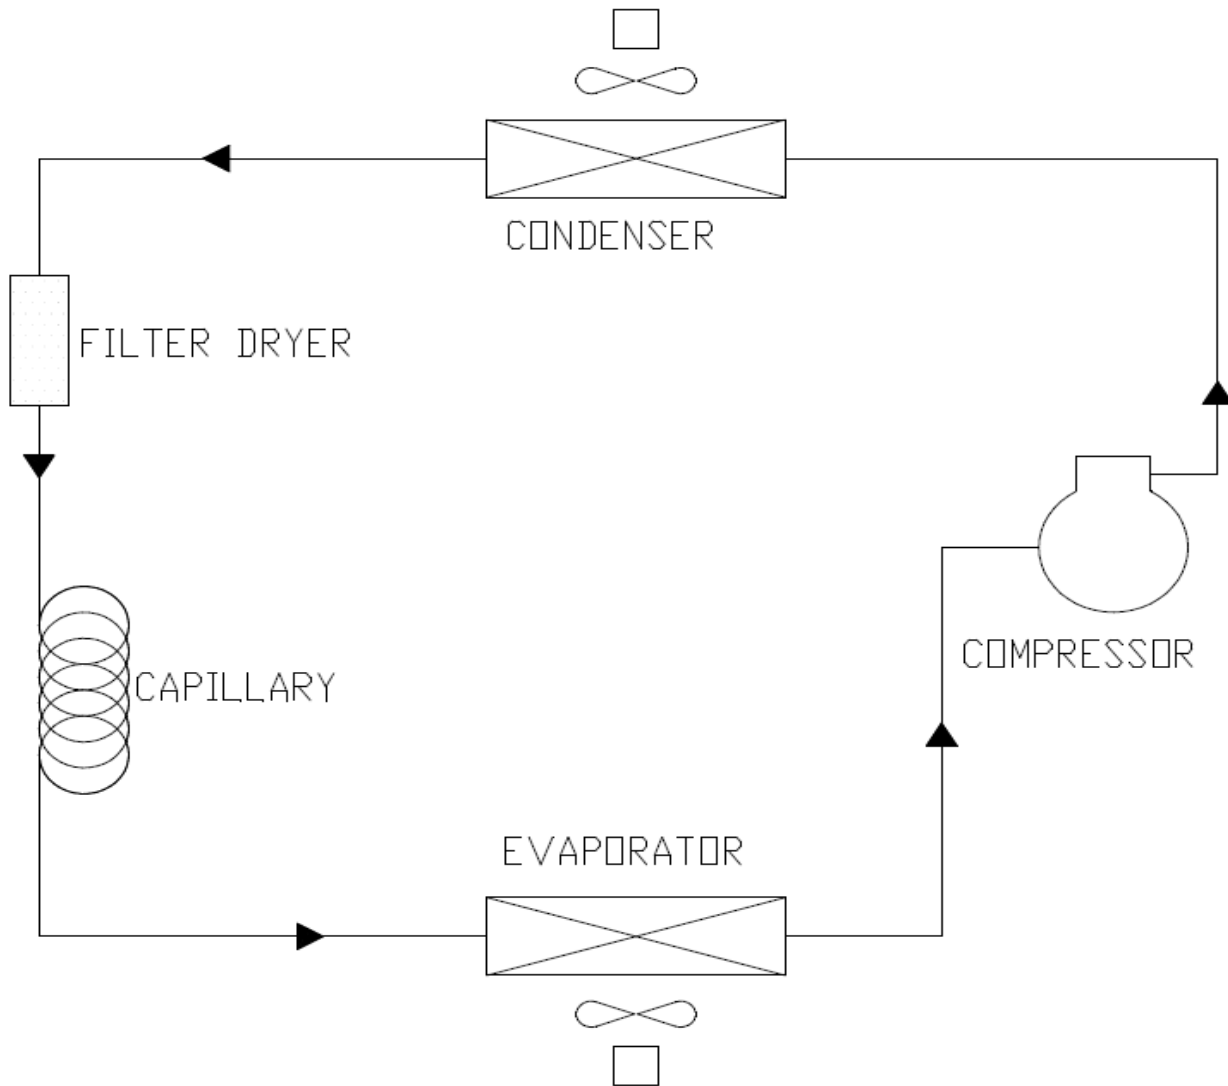 CONDENSER
FILTER DRYER
COMPRESSOR
CAPILLARY
EVAPORATOR